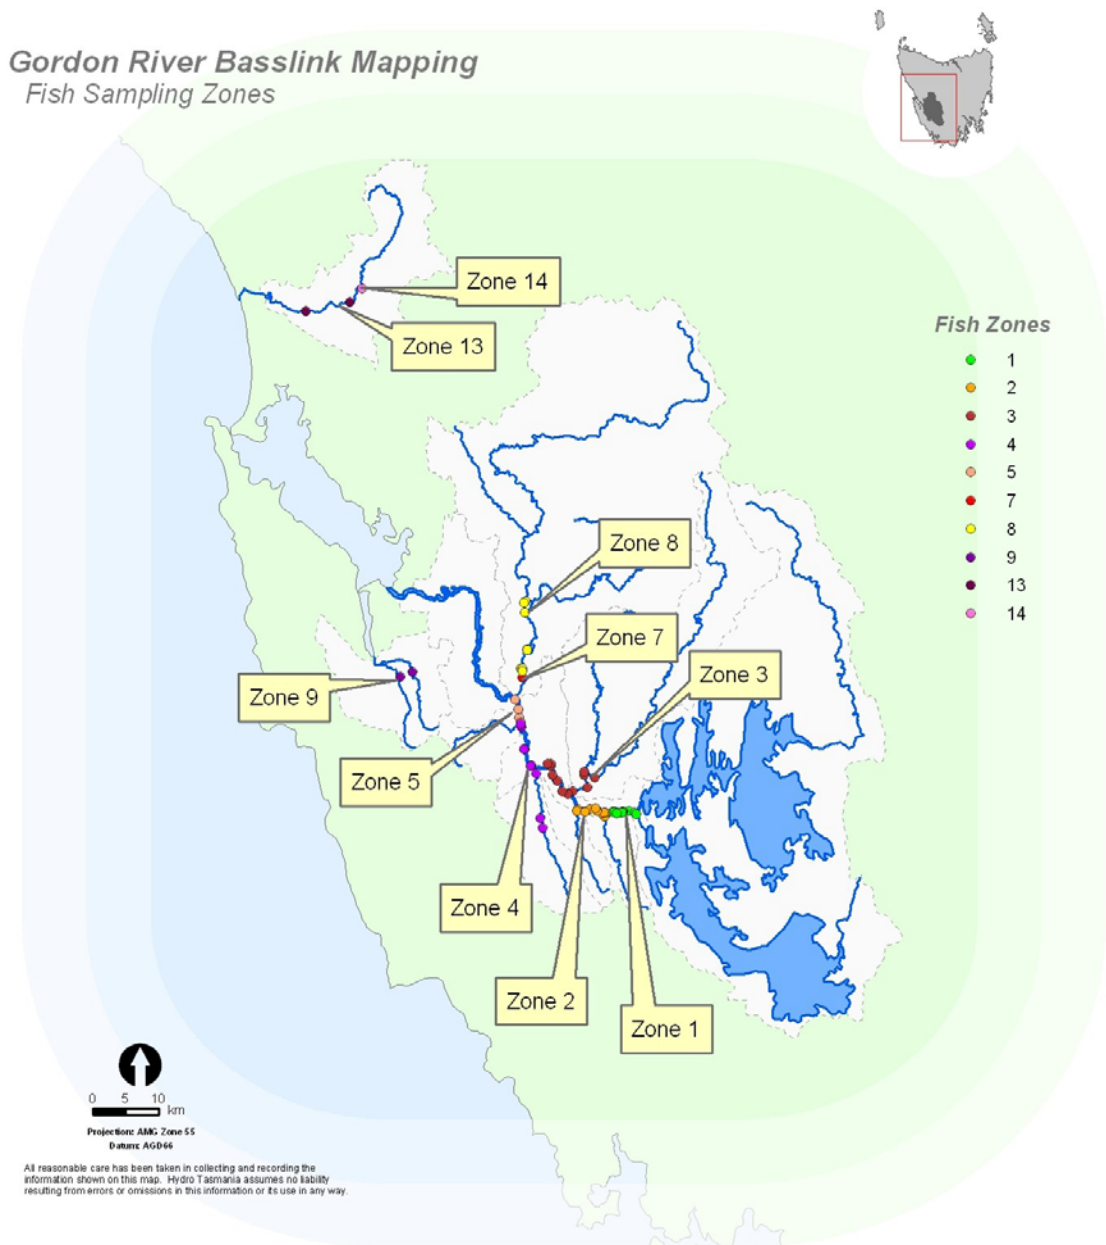 Gordon River Basslink Mapping
Fish Sampling Zones
Zone 14
Zone 13
Fish Zones
1
2
3
4
5
7
8
9
13
14
Zone 8
Zone 7
Zone 3
Zone 9
Zone 5
Zone 4
Zone 2
Zone 1
0 5 10
km
Projection: AMG Zone 55
Datum: AGD66
All reasonable care has been taken in collecting and recording the
information shown on this map. Hydro Tasmania assumes no liability
resulting from errors or omissions in this information or its use in any way.